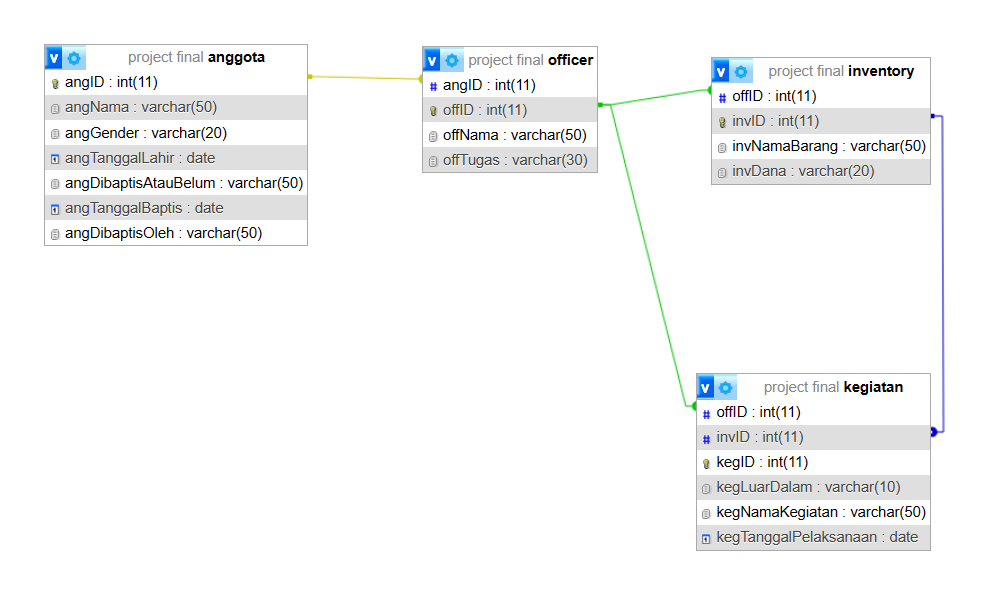 v project final anggota
angID : int(11)
angNama : varchar(50)
angGender : varchar(20)
angTanggalLahir : date
angDibaptisAtauBelum : varchar(50)
angTanggalBaptis : date
angDibaptisOleh : varchar(50)
v project final officer
# angID : int(11)
offID : int(11)
offNama : varchar(50)
offTugas : varchar(30)
v project final inventory
# offID : int(11)
invID : int(11)
invNamaBarang : varchar(50)
invDana : varchar(20)
v project final kegiatan
# offID : int(11)
# invID : int(11)
kegID : int(11)
kegLuarDalam : varchar(10)
kegNamaKegiatan : varchar(50)
kegTanggalPelaksanaan : date